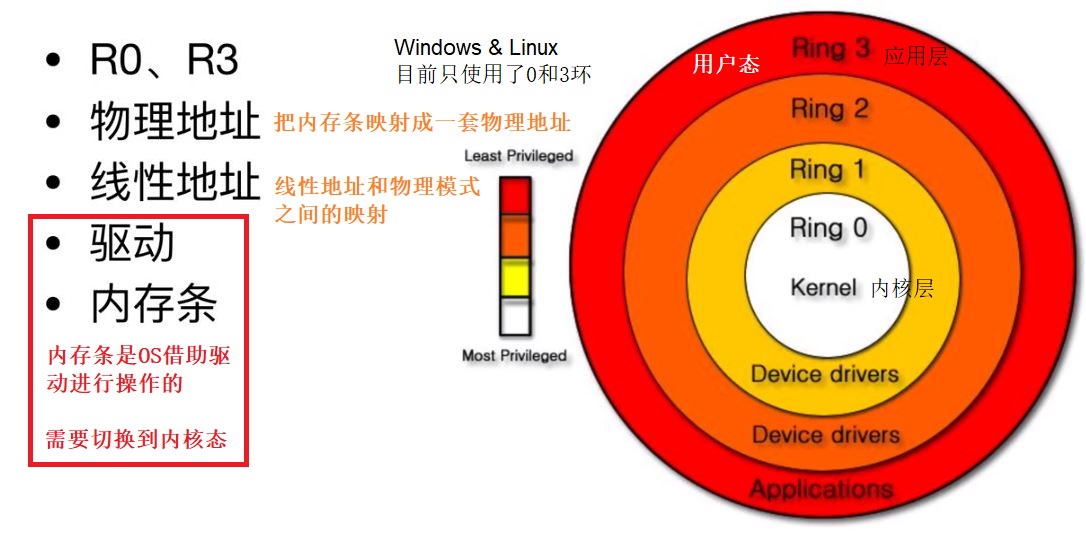 R0、R3
物理地址
线性地址
驱动
内存条
内存条是OS借助驱
动进行操作的
需要切换到内核态
把内存条映射成一套物理地址
线性地址和物理模式
之间的映射
Windows & Linux
目前只使用了0和3环
Least Privileged
Most Privileged
用户态
Ring 3 应用层
Ring 2
Ring 1
Ring 0
Kernel 内核层
Device drivers
Device drivers
Applications